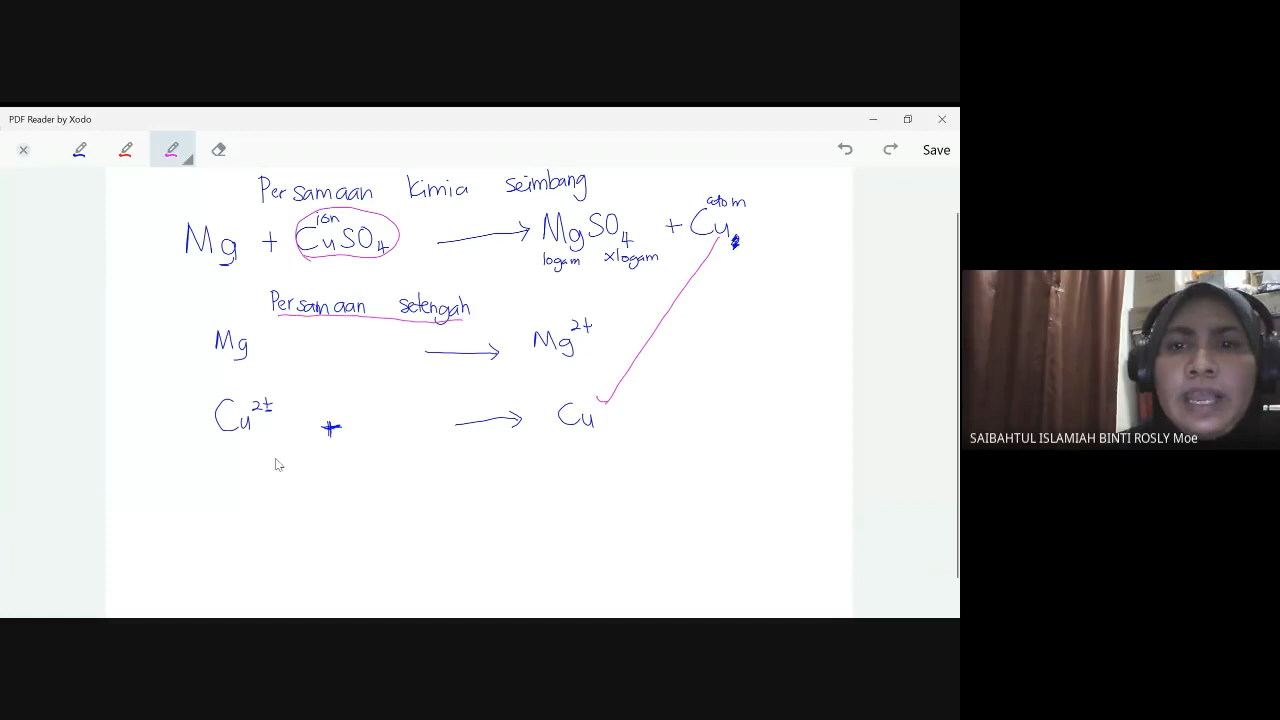 PDF Reader by Xodo
Save
Persamaan kimia seimbang
ion
atom
Mg + CuSO4 → MgSO4 + Cu
logam xlogam
Persamaan setengah
Mg → Mg2+
Cu2+ + → Cu
SAIBAHTUL ISLAMIAH BINTI ROSLY Moe